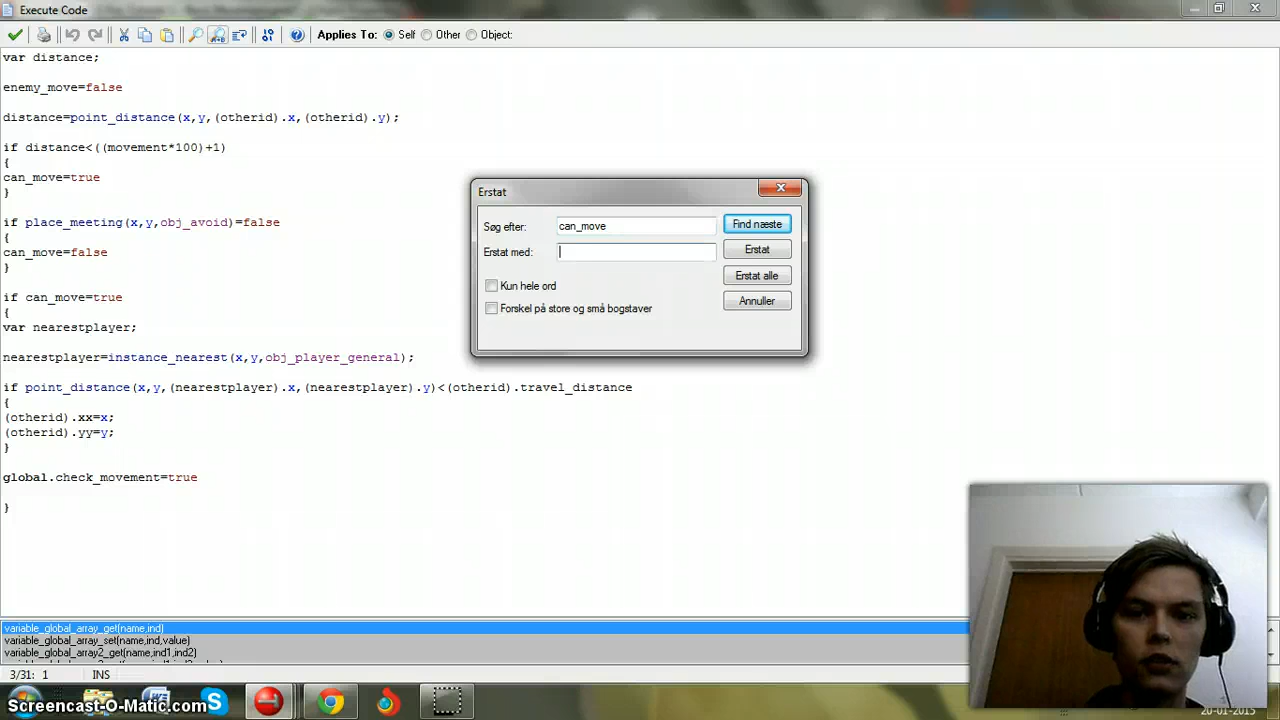 Execute Code
Applies To: Self Other Object:
var distance;
enemy_move=false
distance=point_distance(x,y,(otherid).x,(otherid).y);
if distance<((movement*100)+1)
{
can_move=true
}
if place_meeting(x,y,obj_avoid)=false
{
can_move=false
}
if can_move=true
{
var nearestplayer;
nearestplayer=instance_nearest(x,y,obj_player_general);
if point_distance(x,y,(nearestplayer).x,(nearestplayer).y)<(otherid).travel_distance
{
(otherid).xx=x;
(otherid).yy=y;
}
global.check_movement=true
}
Erstat
Søg efter: can_move Find næste
Erstat med: Erstat
Erstat alle
Kun hele ord
Annuller
Forskel på store og små bogstaver
variable_global_array_get(name,ind)
variable_global_array_set(name,ind,value)
variable_global_array2_get(name,ind1,ind2)
3/31: 1 INS
Screencast-O-Matic.com
20-01-2015